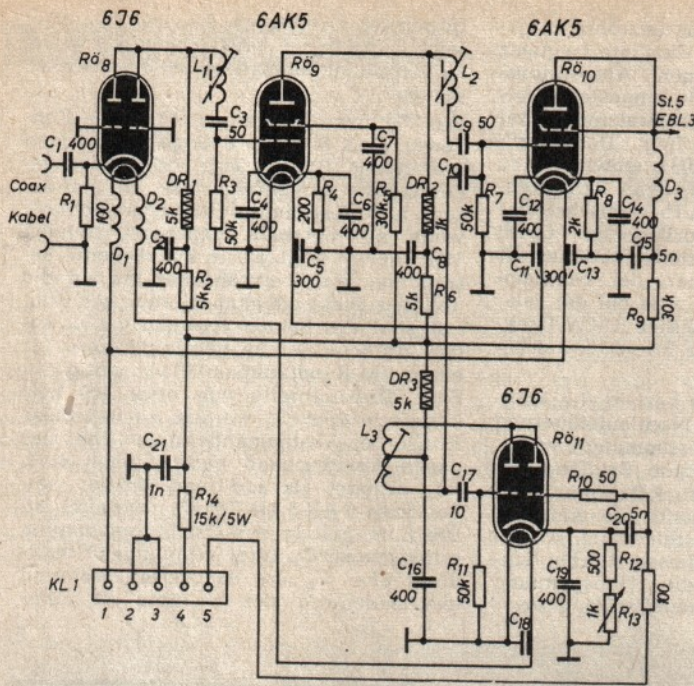 6J6
6AK5
6AK5
Rö8
Rö9
Rö10
L1
L2
St.5
EBL3
C1
400
C3
50
C7
400
C9 50
C10
D3
Coax
Kabel
R1
100
D1
D2
DR1
5k
C2
400
R2
5k
R3
50k
C4
400
R4
200
C6
400
C5
300
30k
DR2
1k
C8
400
R6
5k
R7
50k
C12
400
C11
300
C13
R8
2k
C14
400
C15
5n
R9
30k
DR3
5k
6J6
L3
Rö11
C21
1n
R14
15k/5W
C17
10
R10 50
C20 5n
KL1
1 2 3 4 5
C16
400
R11
50k
C18
C19
400
500
R12
1k
R13
100